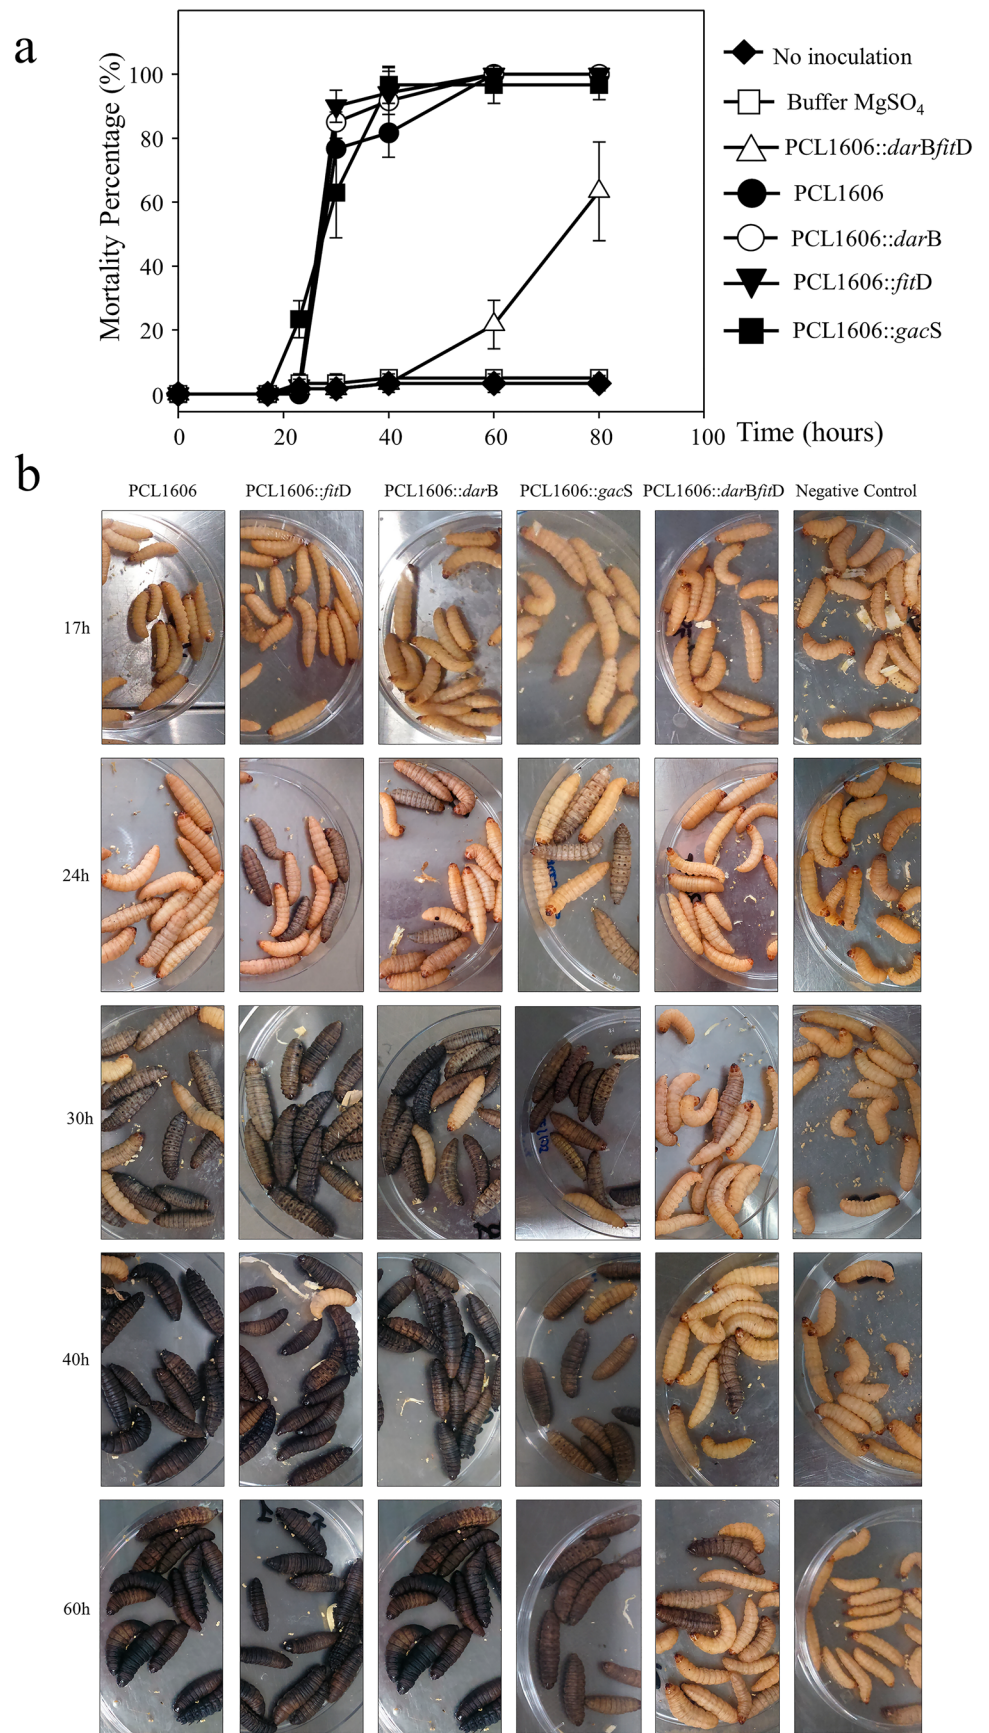 a
Mortality Percentage (%)
100
80
60
40
20
0
0 20 40 60 80 100
Time (hours)
No inoculation
Buffer MgSO₄
PCL1606::darBfitD
PCL1606
PCL1606::darB
PCL1606::fitD
PCL1606::gacS
b
PCL1606 PCL1606::fitD PCL1606::darB PCL1606::gacS PCL1606::darBfitD Negative Control
17h
24h
30h
40h
60h